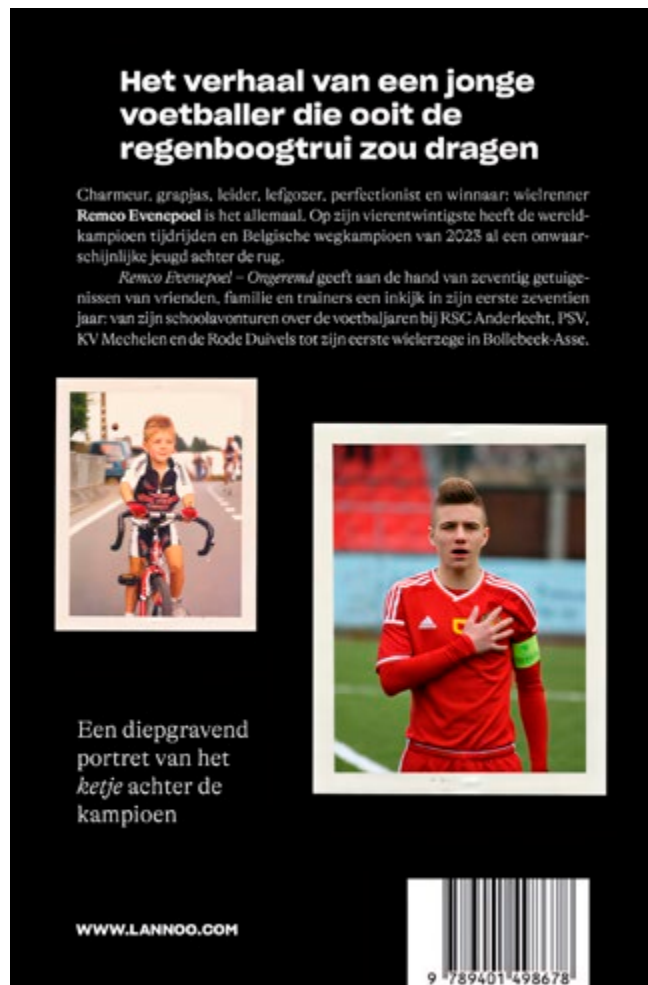 Het verhaal van een jonge
voetballer die ooit de
regenboogtrui zou dragen
Charmeur, grapjas, leider, lefgozer, perfectionist en winnaar: wielrenner
Remco Evenepoel is het allemaal. Op zijn vierentwintigste heeft de wereld-
kampioen tijdrijden en Belgische wegkampioen van 2023 al een onwaar-
schijnlijke jeugd achter de rug.
Remco Evenepoel – Ongeremd geeft aan de hand van zeventig getuige-
nissen van vrienden, familie en trainers een inkijk in zijn eerste zeventien
jaar: van zijn schoolavonturen over de voetbaljaren bij RSC Anderlecht, PSV,
KV Mechelen en de Rode Duivels tot zijn eerste wielerzege in Bollebeek-Asse.
Een diepgravend
portret van het
ketje achter de
kampioen
WWW.LANNOO.COM
9 789401 498678